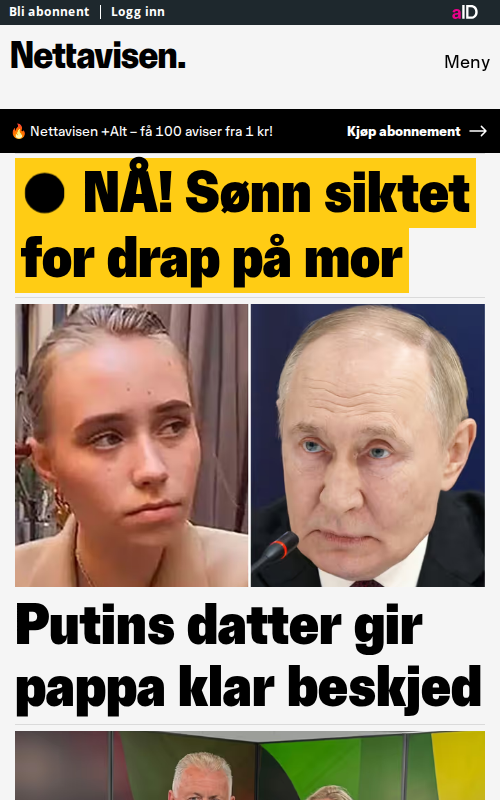 Bli abonnent | Logg inn
aID
Nettavisen.
Meny
🔥 Nettavisen +Alt – få 100 aviser fra 1 kr!
Kjøp abonnement →
● NÅ! Sønn siktet
for drap på mor
Putins datter gir
pappa klar beskjed